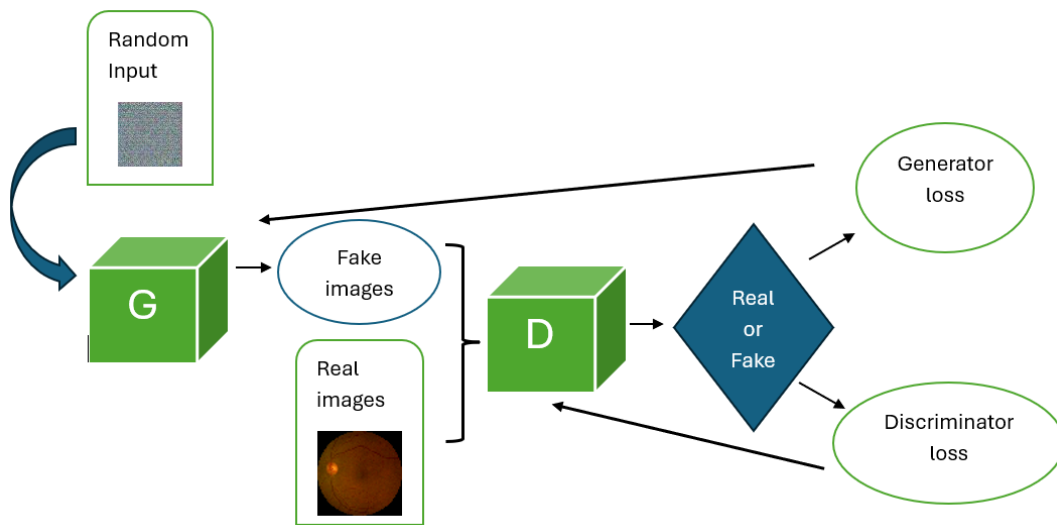 Random
Input
G
Fake
images
Real
images
D
Real
or
Fake
Generator
loss
Discriminator
loss